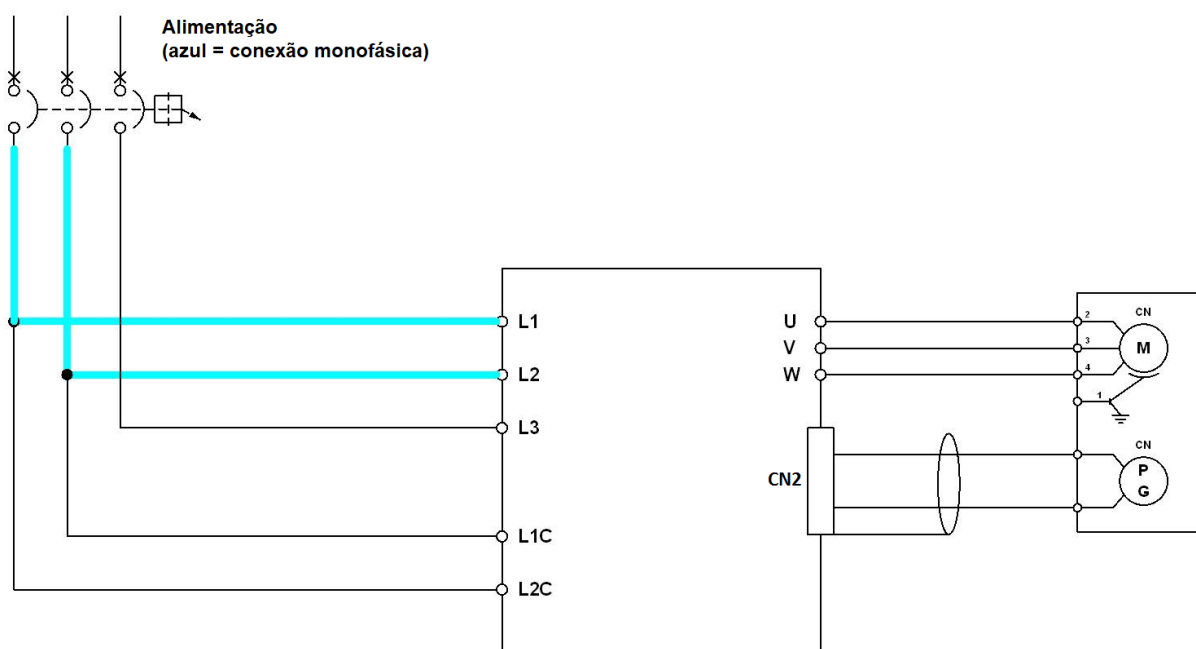 Alimentação
(azul = conexão monofásica)
L1
L2
L3
L1C
L2C
U
V
W
CN2
2
3
4
1
CN
M
CN
P
G